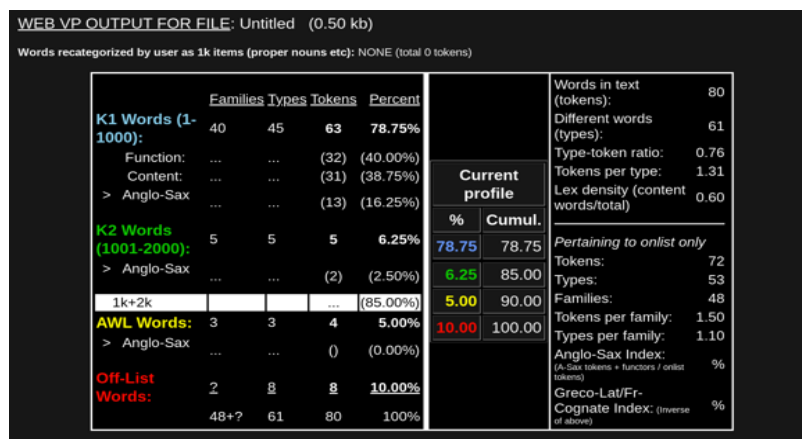 WEB VP OUTPUT FOR FILE: Untitled (0.50 kb)
Words recategorized by user as 1k items (proper nouns etc): NONE (total 0 tokens)
Families Types Tokens Percent
K1 Words (1-
1000): 40 45 63 78.75%
Function: ... ... (32) (40.00%)
Content: ... ... (31) (38.75%)
> Anglo-Sax ... ... (13) (16.25%)
K2 Words
(1001-2000): 5 5 5 6.25%
> Anglo-Sax ... ... (2) (2.50%)
1k+2k ... (85.00%)
AWL Words: 3 3 4 5.00%
> Anglo-Sax ... ... () (0.00%)
Off-List
Words: ? 8 8 10.00%
48+? 61 80 100%
Current
profile
% Cumul.
78.75 78.75
6.25 85.00
5.00 90.00
10.00 100.00
Words in text
(tokens): 80
Different words
(types): 61
Type-token ratio: 0.76
Tokens per type: 1.31
Lex density (content
words/total) 0.60
Pertaining to onlist only
Tokens: 72
Types: 53
Families: 48
Tokens per family: 1.50
Types per family: 1.10
Anglo-Sax Index: %
(A-Sax tokens + functors / onlist
tokens)
Greco-Lat/Fr-
Cognate Index: (Inverse %
of above)